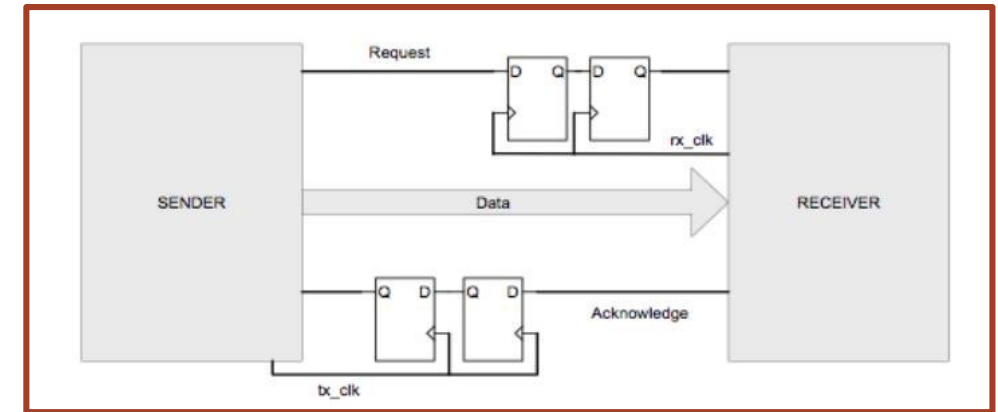 Request
D Q D Q
rx_clk
SENDER
Data
RECEIVER
Q D Q D
Acknowledge
tx_clk